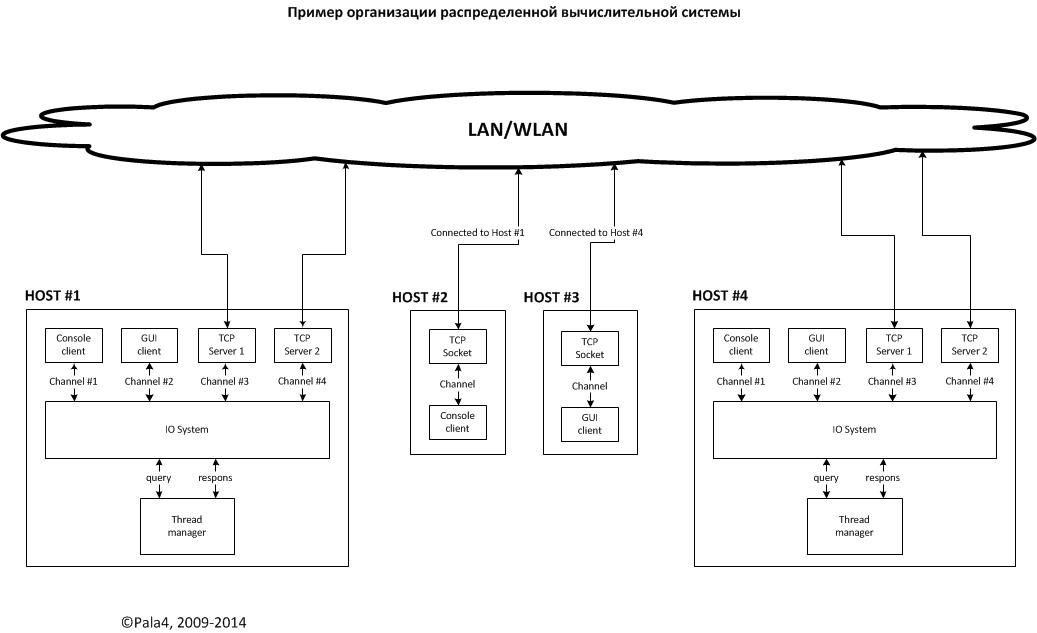 Пример организации распределенной вычислительной системы
LAN/WLAN
Connected to Host #1
Connected to Host #4
HOST #1
Console
client
GUI
client
TCP
Server 1
TCP
Server 2
Channel #1
Channel #2
Channel #3
Channel #4
IO System
query
respons
Thread
manager
HOST #2
TCP
Socket
Channel
Console
client
HOST #3
TCP
Socket
Channel
GUI
client
HOST #4
Console
client
GUI
client
TCP
Server 1
TCP
Server 2
Channel #1
Channel #2
Channel #3
Channel #4
IO System
query
respons
Thread
manager
©Pala4, 2009-2014